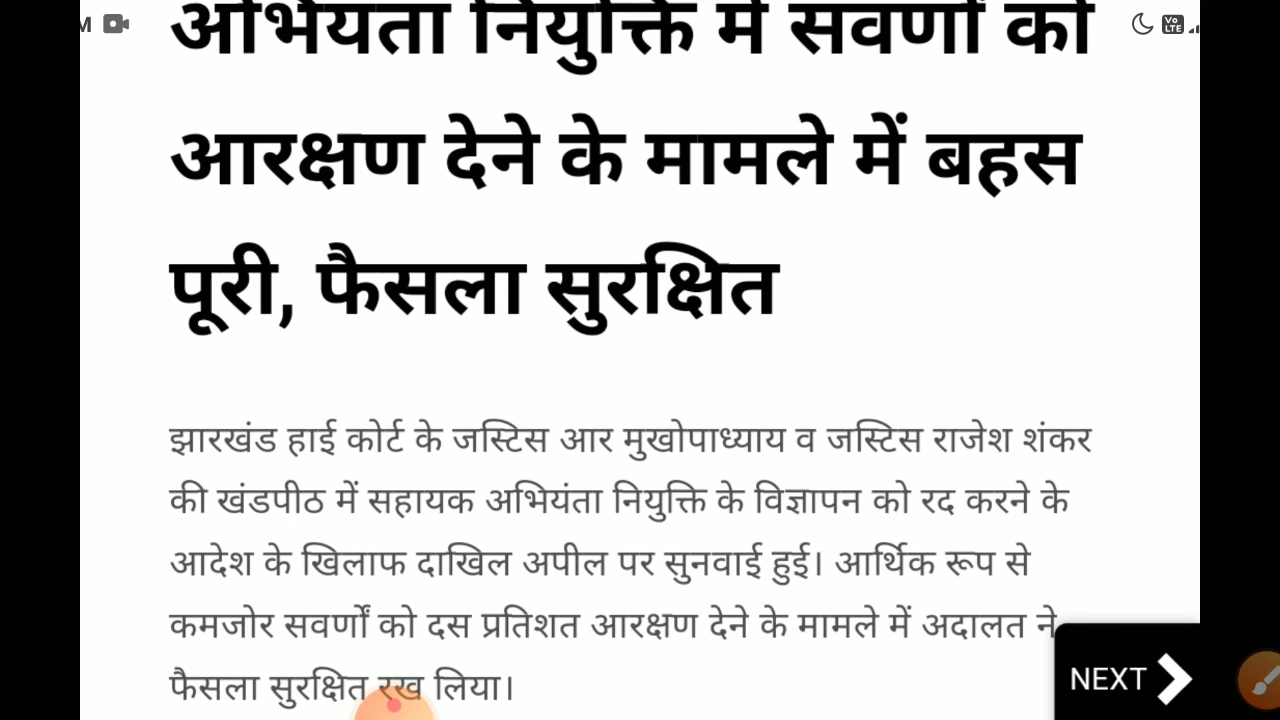 अभियंता नियुक्ति में सवर्णों को
आरक्षण देने के मामले में बहस
पूरी, फैसला सुरक्षित
झारखंड हाई कोर्ट के जस्टिस आर मुखोपाध्याय व जस्टिस राजेश शंकर
की खंडपीठ में सहायक अभियंता नियुक्ति के विज्ञापन को रद करने के
आदेश के खिलाफ दाखिल अपील पर सुनवाई हुई। आर्थिक रूप से
कमजोर सवर्णों को दस प्रतिशत आरक्षण देने के मामले में अदालत ने
फैसला सुरक्षित रख लिया।
NEXT